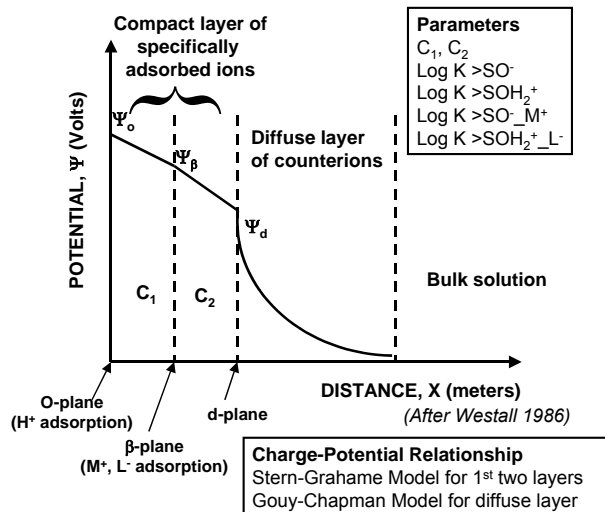 Compact layer of
specifically
adsorbed ions
Parameters
C₁, C₂
Log K >SO⁻
Log K >SOH₂⁺
Log K >SO⁻_M⁺
Log K >SOH₂⁺_L⁻
POTENTIAL, Ψ (Volts)
Ψₒ
Ψᵦ
Ψd
Diffuse layer
of counterions
Bulk solution
C₁
C₂
DISTANCE, X (meters)
(After Westall 1986)
O-plane
(H⁺ adsorption)
β-plane
(M⁺, L⁻ adsorption)
d-plane
Charge-Potential Relationship
Stern-Grahame Model for 1ˢᵗ two layers
Gouy-Chapman Model for diffuse layer